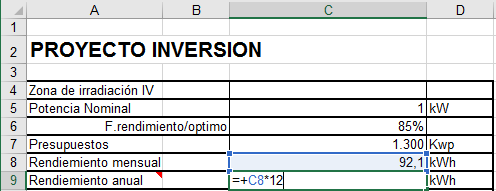 A B C D
1
2 PROYECTO INVERSION
3
4 Zona de irradiación IV
5 Potencia Nominal 1 kW
6 F.rendimiento/optimo 85%
7 Presupuestos 1.300 Kwp
8 Rendiemiento mensual 92,1 kWh
9 Rendiemiento anual =+C8*12 kWh